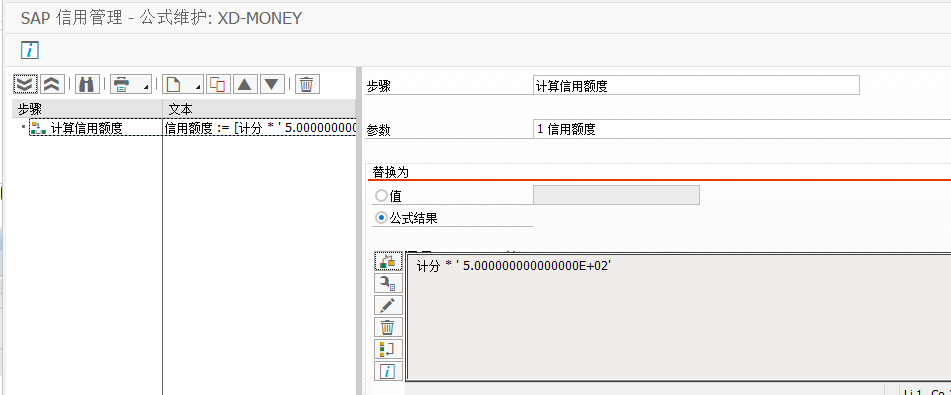 SAP 信用管理 - 公式维护: XD-MONEY
步骤 文本
计算信用额度 信用额度 := [计分 * ' 5.000000000
步骤 计算信用额度
参数 1 信用额度
替换为
值
公式结果
计分 * ' 5.000000000000000E+02'